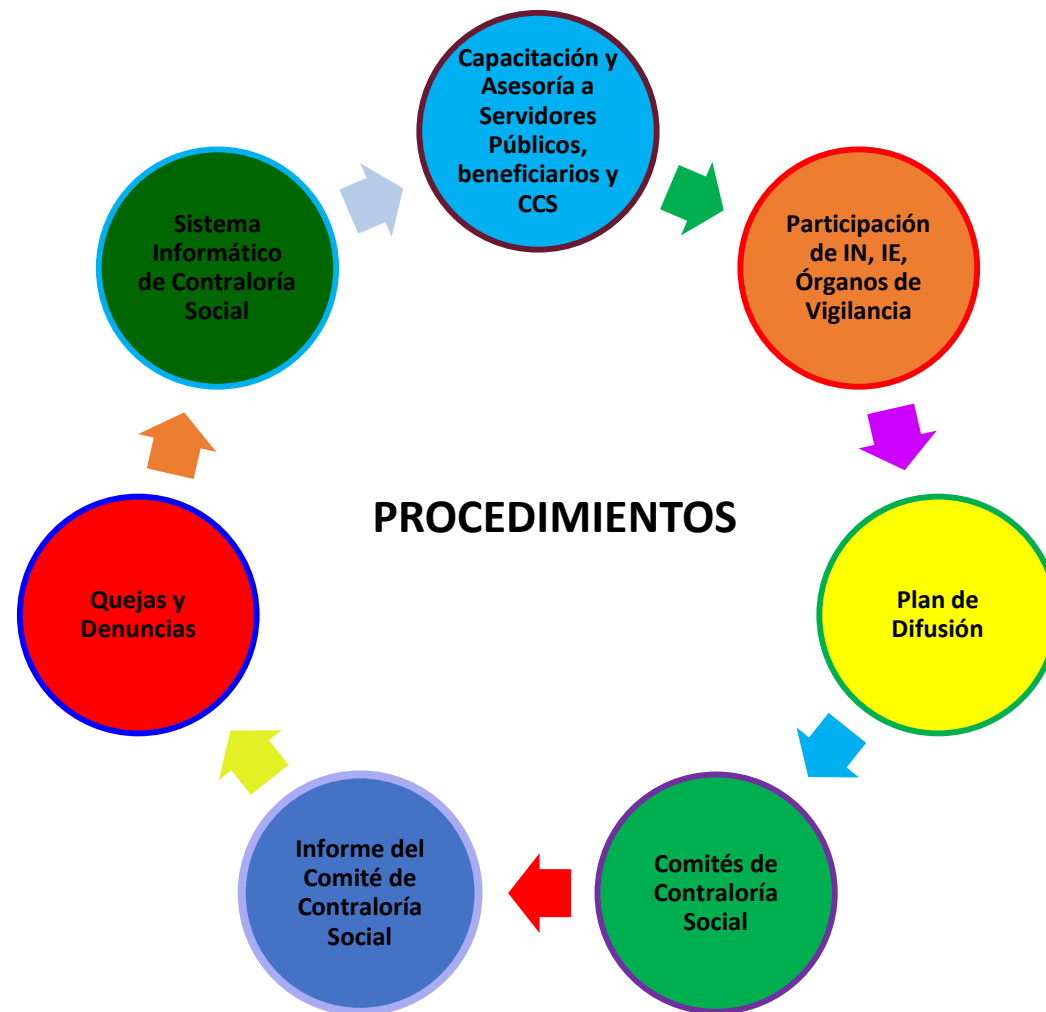 Capacitación y
Asesoría a
Servidores
Públicos,
beneficiarios y
CCS
Participación
de IN, IE,
Órganos de
Vigilancia
Plan de
Difusión
Comités de
Contraloría
Social
Informe del
Comité de
Contraloría
Social
Quejas y
Denuncias
Sistema
Informático
de Contraloría
Social
PROCEDIMIENTOS